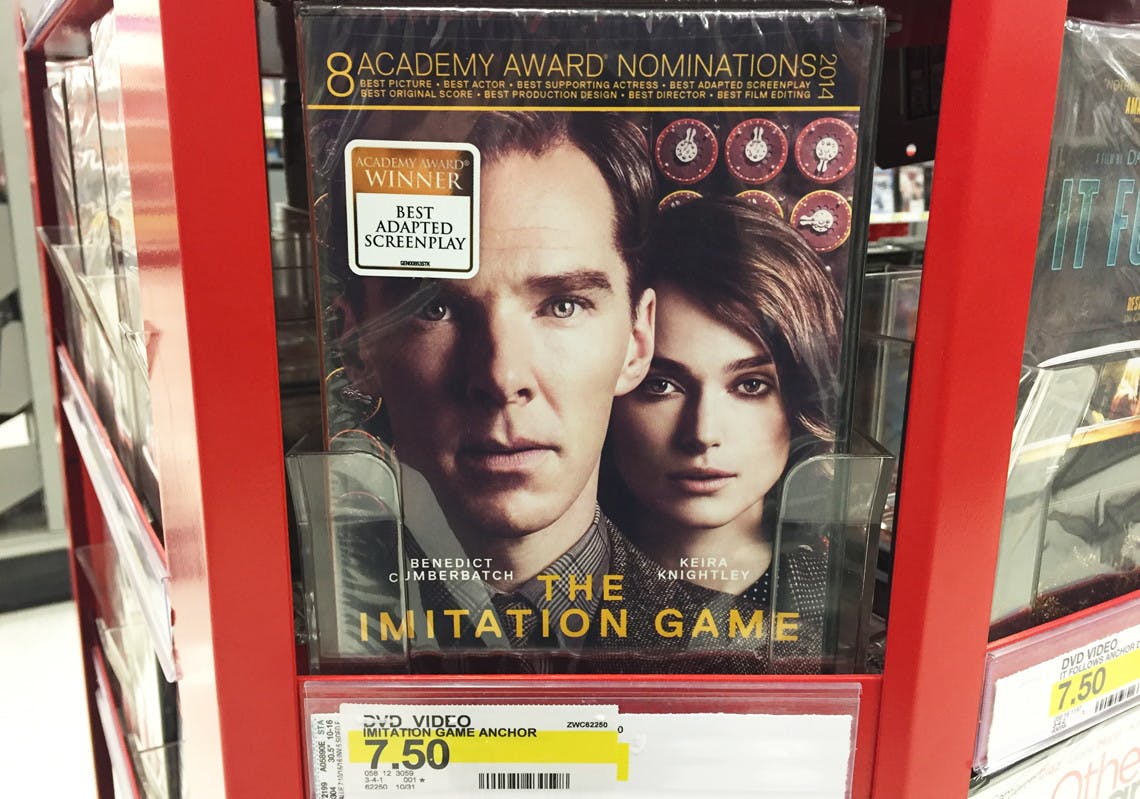 8 ACADEMY AWARD NOMINATIONS 2014
BEST PICTURE • BEST ACTOR • BEST SUPPORTING ACTRESS • BEST ADAPTED SCREENPLAY
BEST ORIGINAL SCORE • BEST PRODUCTION DESIGN • BEST DIRECTOR • BEST FILM EDITING
ACADEMY AWARD®
WINNER
BEST
ADAPTED
SCREENPLAY
BENEDICT
CUMBERBATCH
KEIRA
KNIGHTLEY
THE
IMITATION GAME
DVD VIDEO
ZWC62250
IMITATION GAME ANCHOR
7.50
058 12 3059
3-4-1 001*
62250 10/31
A FILM BY
IT
DVD VIDEO
IT FOLLOWS ANCHOR
7.50